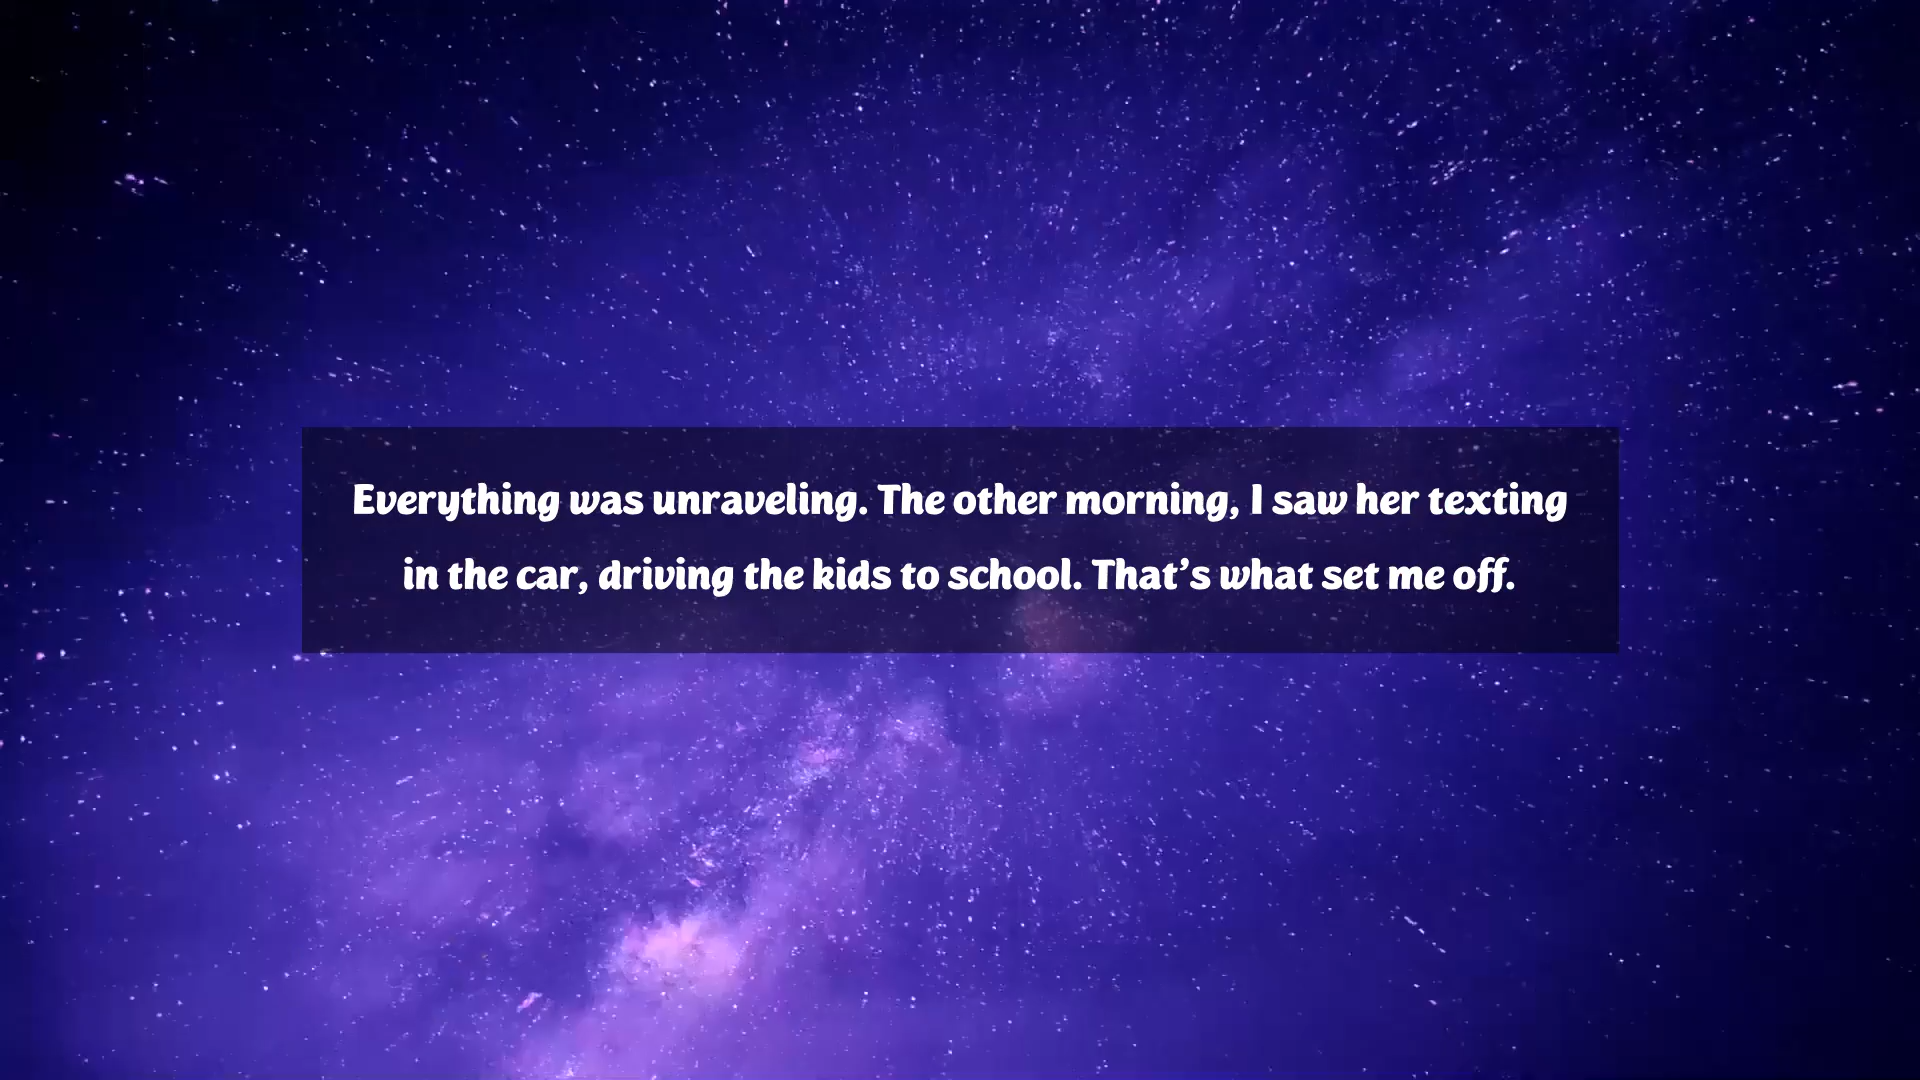 Everything was unraveling. The other morning, I saw her texting
in the car, driving the kids to school. That’s what set me off.